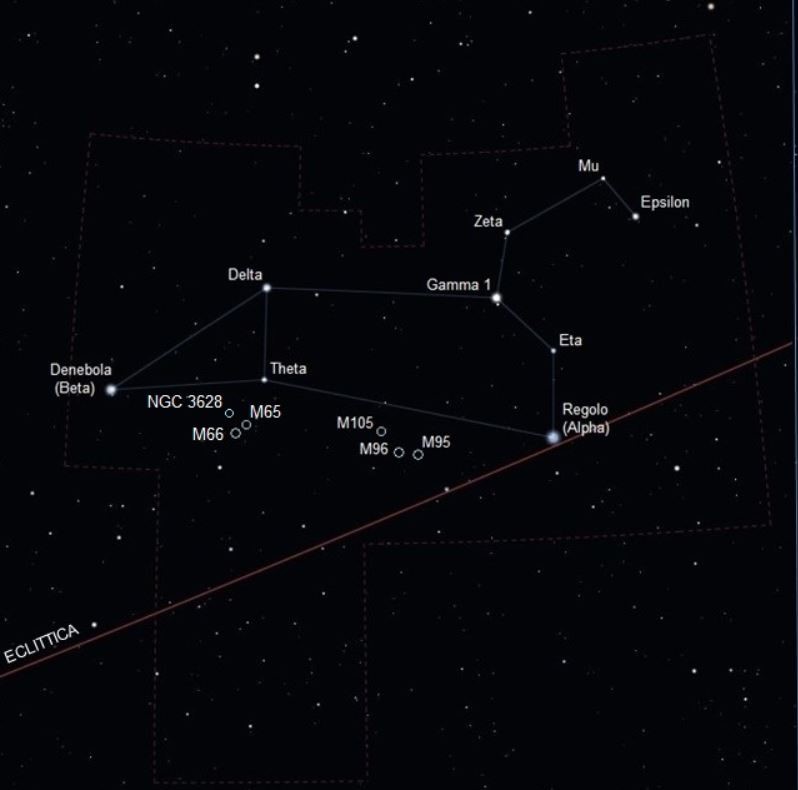 Mu
Epsilon
Zeta
Delta
Gamma 1
Eta
Denebola
(Beta)
Theta
NGC 3628
M65
M66
M105
M96
M95
Regolo
(Alpha)
ECLITTICA